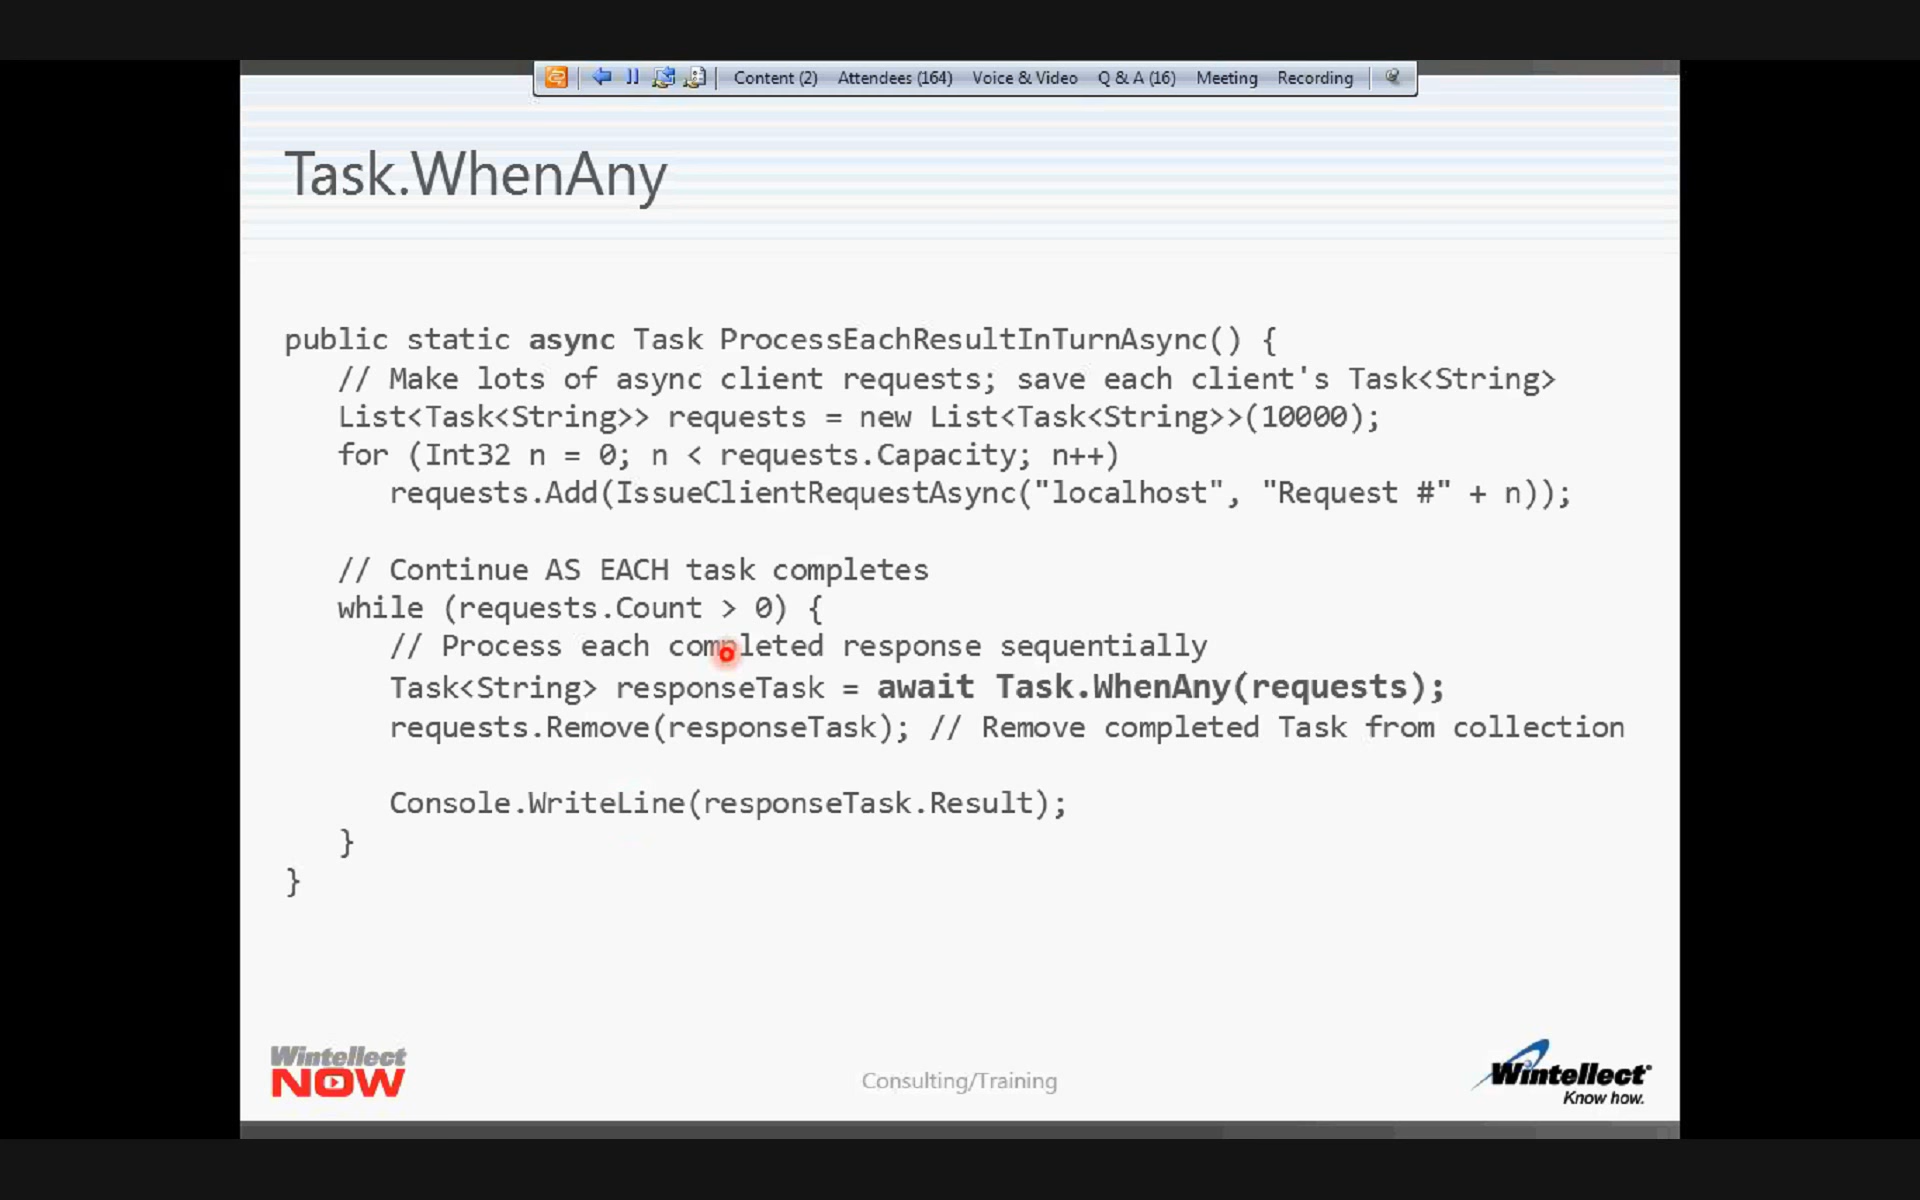 Content (2) Attendees (164) Voice & Video Q & A (16) Meeting Recording
Task.WhenAny
public static async Task ProcessEachResultInTurnAsync() {
// Make lots of async client requests; save each client's Task<String>
List<Task<String>> requests = new List<Task<String>>(10000);
for (Int32 n = 0; n < requests.Capacity; n++)
requests.Add(IssueClientRequestAsync("localhost", "Request #" + n));
// Continue AS EACH task completes
while (requests.Count > 0) {
// Process each completed response sequentially
Task<String> responseTask = await Task.WhenAny(requests);
requests.Remove(responseTask); // Remove completed Task from collection
Console.WriteLine(responseTask.Result);
}
}
Wintellect
NOW
Consulting/Training
Wintellect
Know how.